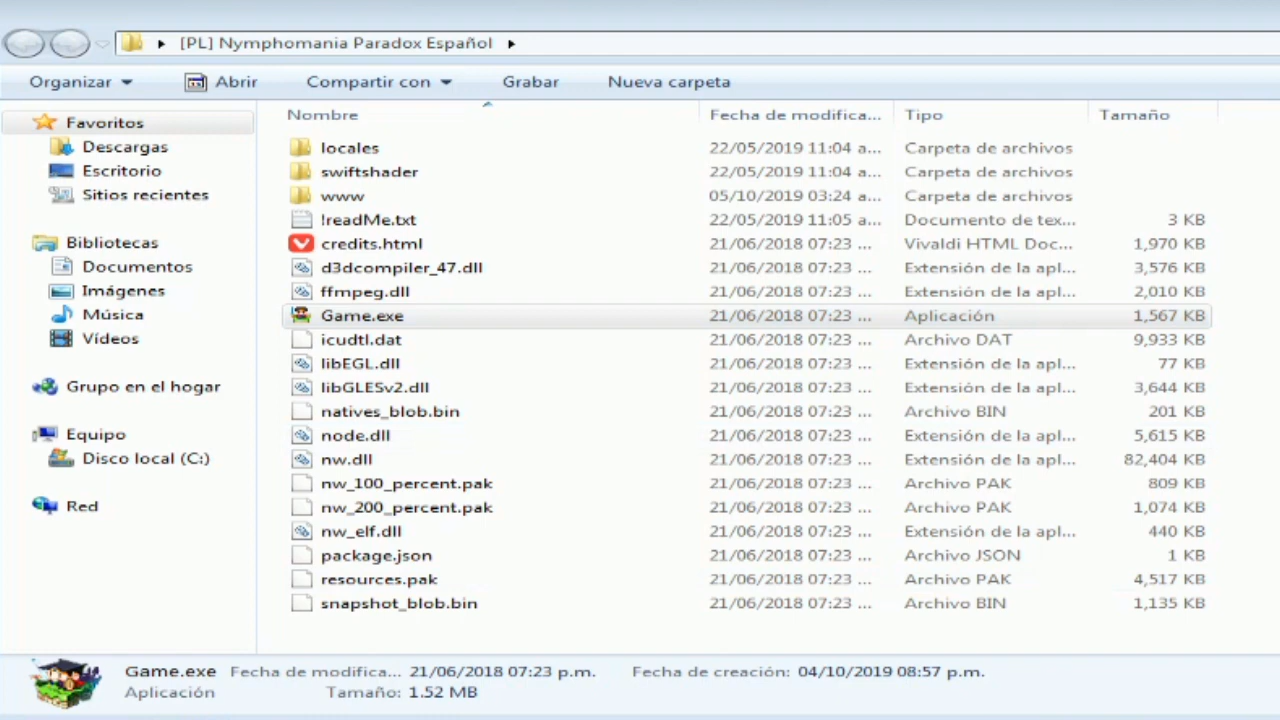 [PL] Nymphomania Paradox Español
Organizar Abrir Compartir con Grabar Nueva carpeta
Nombre Fecha de modifica... Tipo Tamaño
Favoritos
Descargas
Escritorio
Sitios recientes
Bibliotecas
Documentos
Imágenes
Música
Vídeos
Grupo en el hogar
Equipo
Disco local (C:)
Red
locales 22/05/2019 11:04 a... Carpeta de archivos
swiftshader 22/05/2019 11:04 a... Carpeta de archivos
www 05/10/2019 03:24 a... Carpeta de archivos
!readMe.txt 22/05/2019 11:05 a... Documento de tex... 3 KB
credits.html 21/06/2018 07:23 ... Vivaldi HTML Doc... 1,970 KB
d3dcompiler_47.dll 21/06/2018 07:23 ... Extensión de la apl... 3,576 KB
ffmpeg.dll 21/06/2018 07:23 ... Extensión de la apl... 2,010 KB
Game.exe 21/06/2018 07:23 ... Aplicación 1,567 KB
icudtl.dat 21/06/2018 07:23 ... Archivo DAT 9,933 KB
libEGL.dll 21/06/2018 07:23 ... Extensión de la apl... 77 KB
libGLESv2.dll 21/06/2018 07:23 ... Extensión de la apl... 3,644 KB
natives_blob.bin 21/06/2018 07:23 ... Archivo BIN 201 KB
node.dll 21/06/2018 07:23 ... Extensión de la apl... 5,615 KB
nw.dll 21/06/2018 07:23 ... Extensión de la apl... 82,404 KB
nw_100_percent.pak 21/06/2018 07:23 ... Archivo PAK 809 KB
nw_200_percent.pak 21/06/2018 07:23 ... Archivo PAK 1,074 KB
nw_elf.dll 21/06/2018 07:23 ... Extensión de la apl... 440 KB
package.json 21/06/2018 07:23 ... Archivo JSON 1 KB
resources.pak 21/06/2018 07:23 ... Archivo PAK 4,517 KB
snapshot_blob.bin 21/06/2018 07:23 ... Archivo BIN 1,135 KB
Game.exe Fecha de modifica... 21/06/2018 07:23 p.m. Fecha de creación: 04/10/2019 08:57 p.m.
Aplicación Tamaño: 1.52 MB